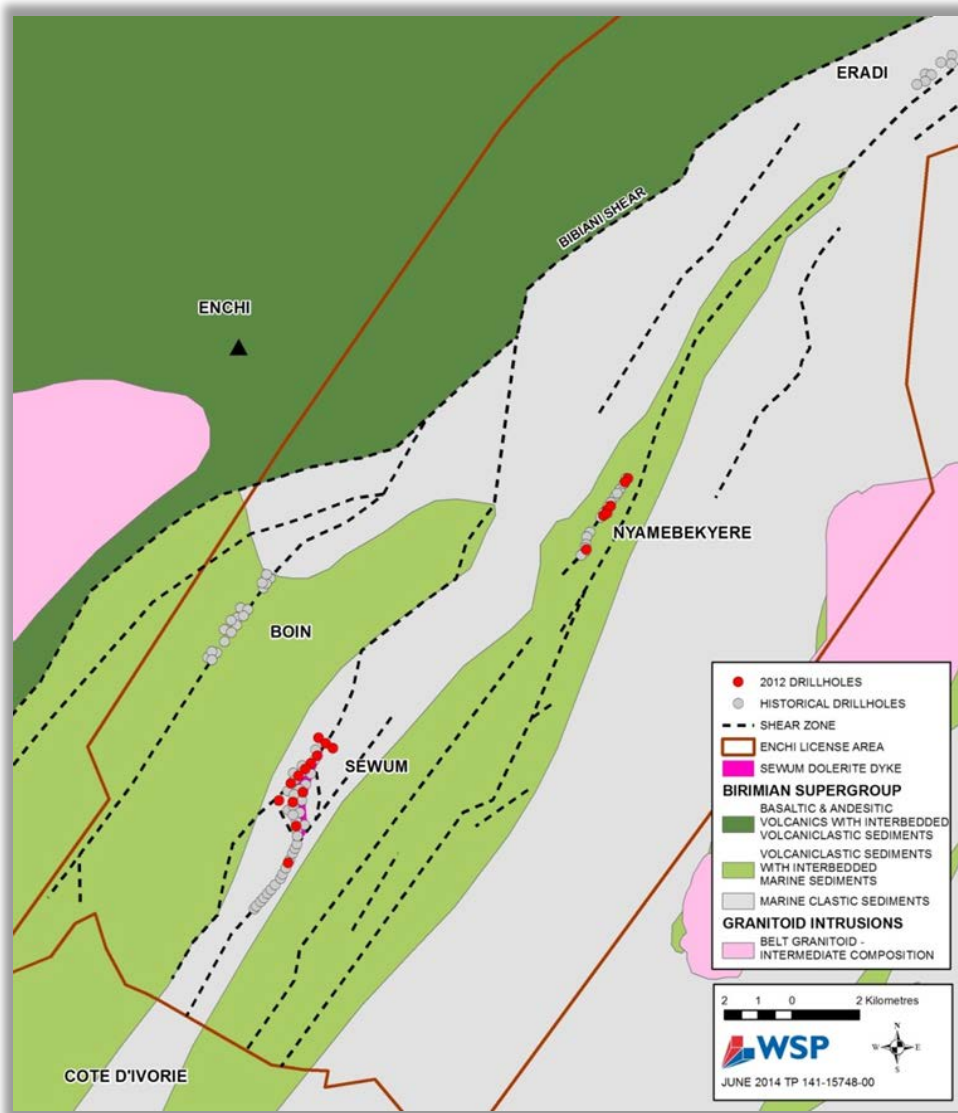 ERADI
BIBIANI SHEAR
ENCHI
NYAMEBEKYERE
BOIN
SEWUM
COTE D'IVORIE
2012 DRILLHOLES
HISTORICAL DRILLHOLES
SHEAR ZONE
ENCHI LICENSE AREA
SEWUM DOLERITE DYKE
BIRIMIAN SUPERGROUP
BASALTIC & ANDESITIC
VOLCANICS WITH INTERBEDDED
VOLCANICLASTIC SEDIMENTS
VOLCANICLASTIC SEDIMENTS
WITH INTERBEDDED
MARINE SEDIMENTS
MARINE CLASTIC SEDIMENTS
GRANITOID INTRUSIONS
BELT GRANITOID -
INTERMEDIATE COMPOSITION
2 1 0 2 Kilometres
WSP
N
W E
S
JUNE 2014 TP 141-15748-00